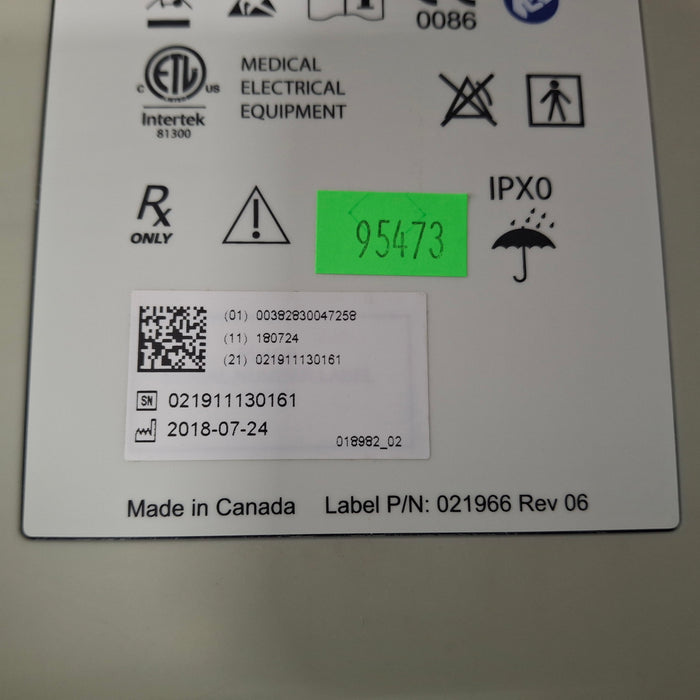 0086
ETL
C US
Intertek
81300
MEDICAL
ELECTRICAL
EQUIPMENT
Rx
ONLY
95473
IPX0
(01) 00382830047258
(11) 180724
(21) 021911130161
SN 021911130161
2018-07-24
018982_02
Made in Canada Label P/N: 021966 Rev 06